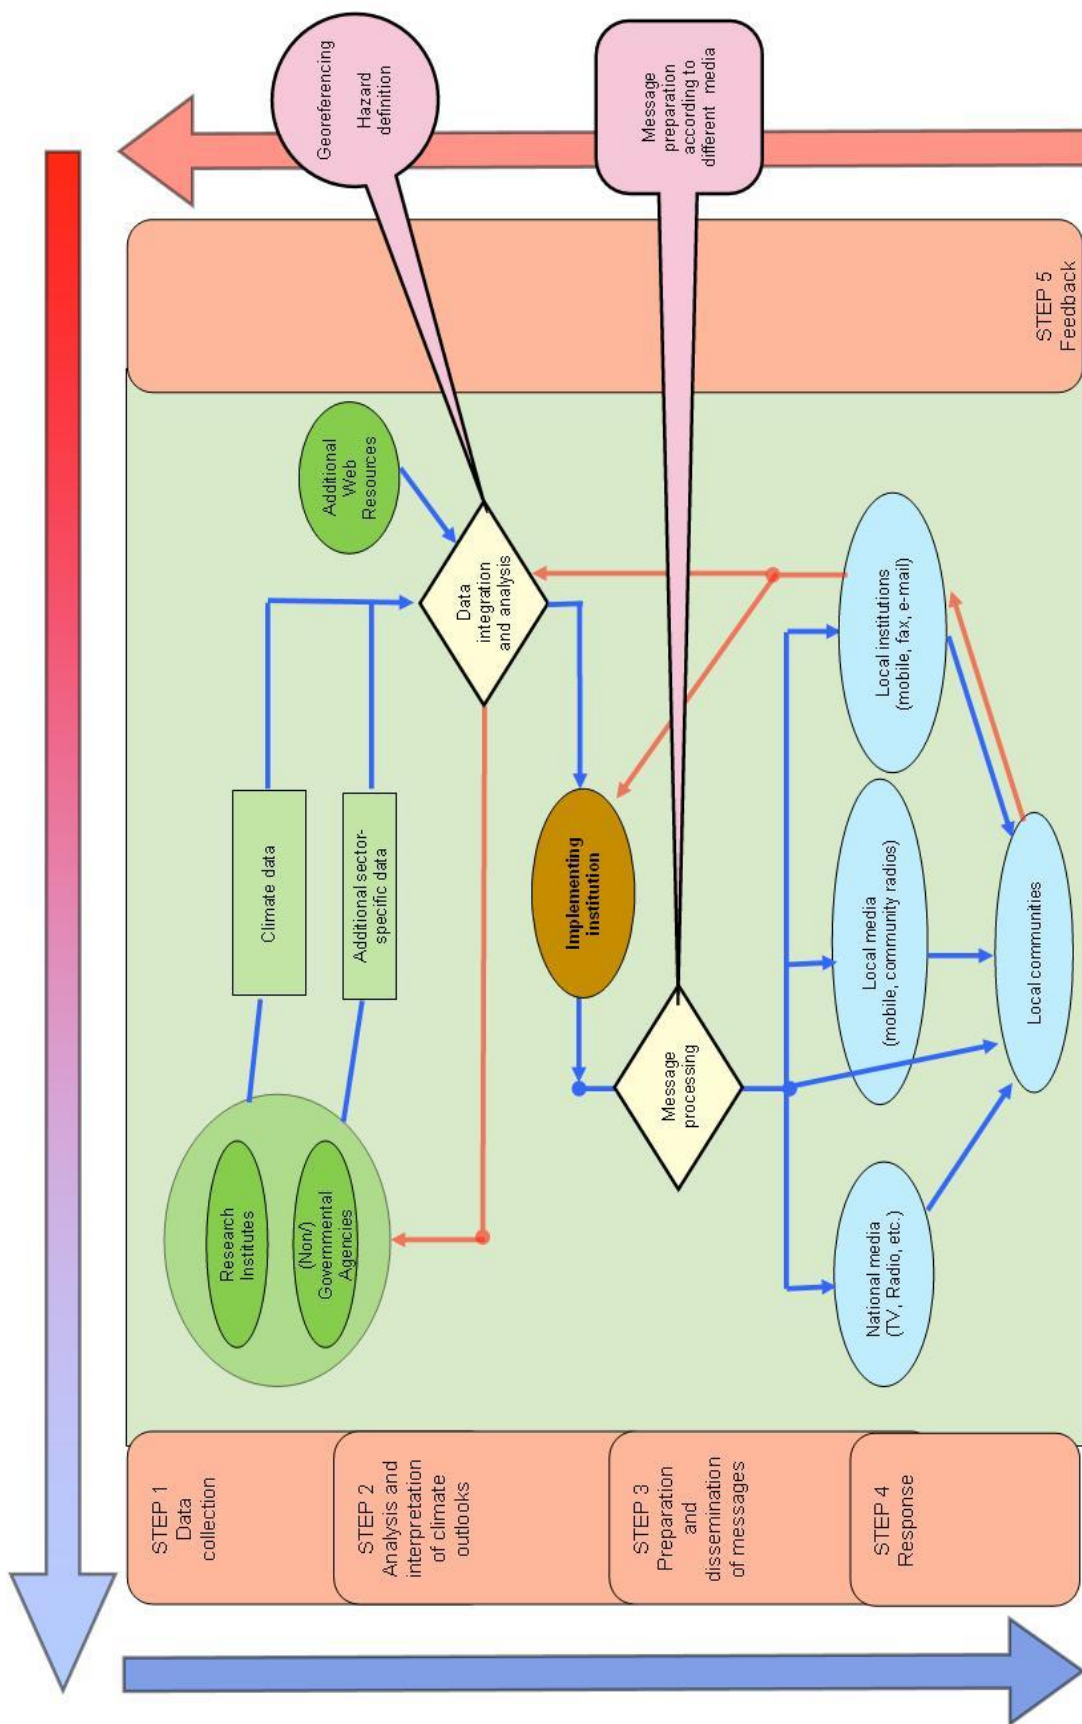 STEP 1
Data
collection
STEP 2
Analysis and
interpretation
of climate
outlooks
STEP 3
Preparation
and
dissemination
of messages
STEP 4
Response
Research
Institutes
(Non/)
Governmental
Agencies
Climate data
Additional sector-
specific data
Additional
Web
Resources
Data
integration
and analysis
Implementing
institution
Message
processing
National media
(TV, Radio, etc.)
Local media
(mobile, community radios)
Local institutions
(mobile, fax, e-mail)
Local communities
STEP 5
Feedback
Georeferencing
Hazard
definition
Message
preparation
according to
different media